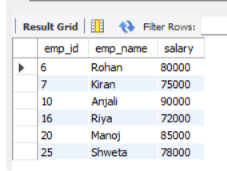 Result Grid Filter Rows:
emp_id emp_name salary
6 Rohan 80000
7 Kiran 75000
10 Anjali 90000
16 Riya 72000
20 Manoj 85000
25 Shweta 78000